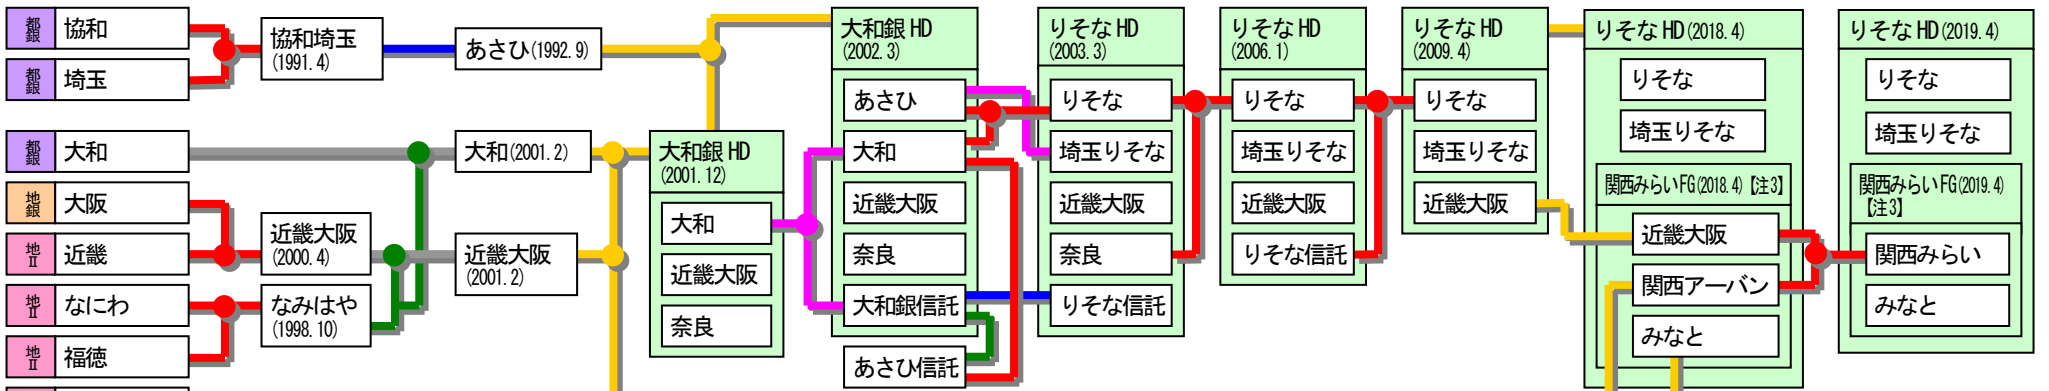 都銀 協和
都銀 埼玉
都銀 大和
地銀 大阪
地Ⅱ 近畿
地Ⅱ なにわ
地Ⅱ 福徳
協和埼玉
(1991.4)
近畿大阪
(2000.4)
なみはや
(1998.10)
あさひ(1992.9)
大和(2001.2)
近畿大阪
(2001.2)
大和銀HD
(2001.12)
大和
近畿大阪
奈良
大和銀HD
(2002.3)
あさひ
大和
近畿大阪
奈良
大和銀信託
あさひ信託
りそなHD
(2003.3)
りそな
埼玉りそな
近畿大阪
奈良
りそな信託
りそなHD
(2006.1)
りそな
埼玉りそな
近畿大阪
りそな信託
りそなHD
(2009.4)
りそな
埼玉りそな
近畿大阪
りそなHD(2018.4)
りそな
埼玉りそな
関西みらいFG(2018.4)【注3】
近畿大阪
関西アーバン
みなと
りそなHD(2019.4)
りそな
埼玉りそな
関西みらいFG(2019.4)
【注3】
関西みらい
みなと